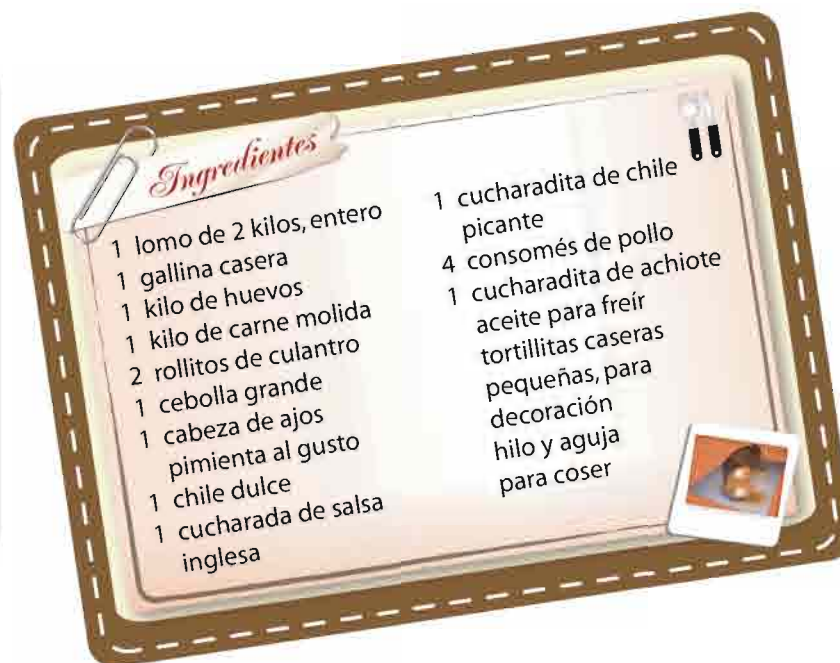 Ingredientes
1 lomo de 2 kilos, entero
1 gallina casera
1 kilo de huevos
1 kilo de carne molida
2 rollitos de culantro
1 cebolla grande
1 cabeza de ajos
pimienta al gusto
1 chile dulce
1 cucharada de salsa
inglesa
1 cucharadita de chile
picante
4 consomés de pollo
1 cucharadita de achiote
aceite para freír
tortillitas caseras
pequeñas, para
decoración
hilo y aguja
para coser